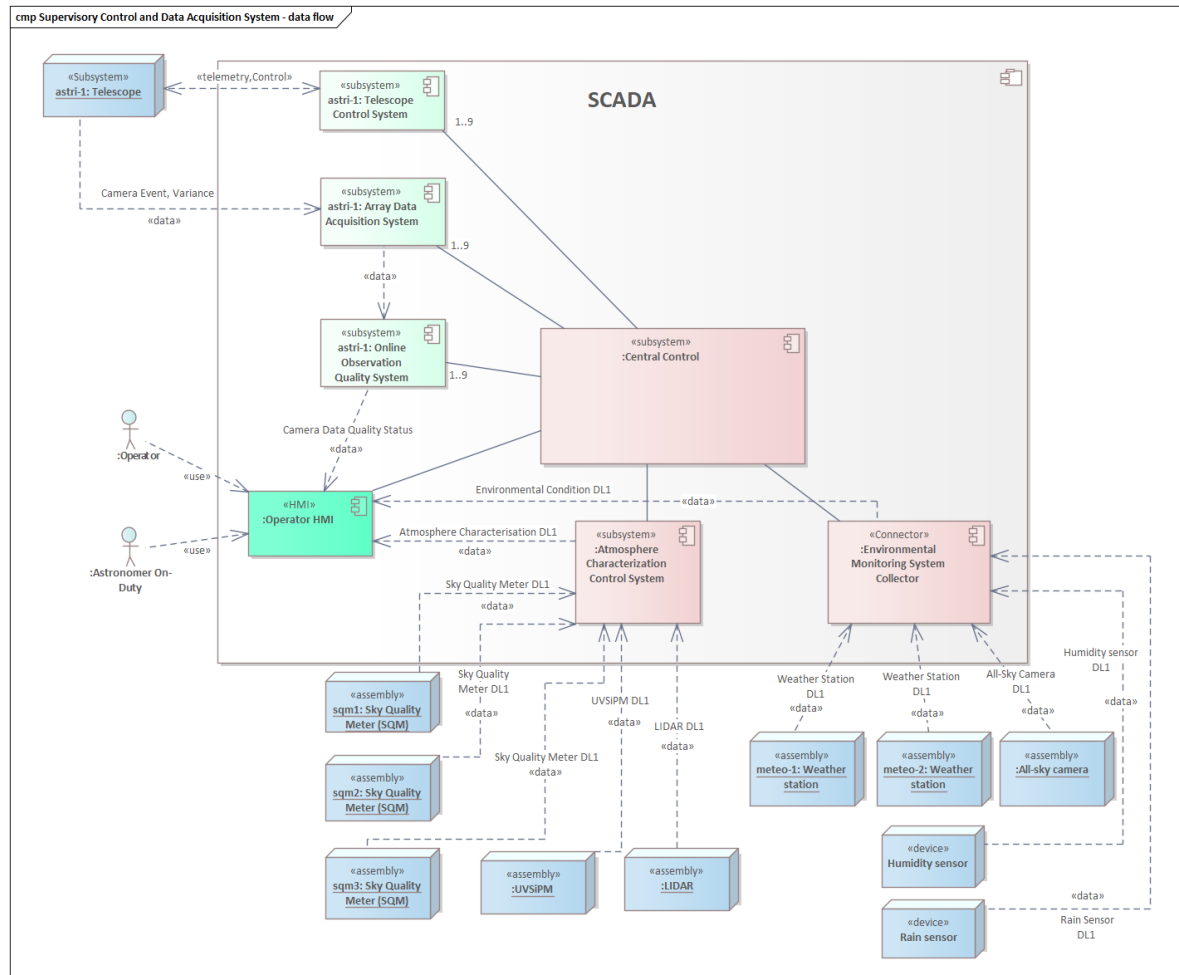 cmp Supervisory Control and Data Acquisition System - data flow
«Subsystem»
astri-1: Telescope
«telemetry,Control»
«subsystem»
astri-1: Telescope
Control System
SCADA
1..9
Camera Event, Variance
«data»
«subsystem»
astri-1: Array Data
Acquisition System
1..9
«data»
«subsystem»
astri-1: Online
Observation
Quality System
1..9
«subsystem»
:Central Control
Camera Data Quality Status
«data»
:Operator
«use»
«HMI»
:Operator HMI
Environmental Condition DL1
«data»
:Astronomer On-
Duty
«use»
Atmosphere Characterisation DL1
«data»
«subsystem»
:Atmosphere
Characterization
Control System
«Connector»
:Environmental
Monitoring System
Collector
Sky Quality Meter DL1
«data»
«assembly»
sqm1: Sky Quality
Meter (SQM)
Sky Quality
Meter DL1
«data»
«assembly»
sqm2: Sky Quality
Meter (SQM)
Sky Quality Meter DL1
«data»
«assembly»
sqm3: Sky Quality
Meter (SQM)
UVSiPM DL1
«data»
«assembly»
:UVSiPM
LIDAR DL1
«data»
«assembly»
:LIDAR
Weather Station
DL1
«data»
«assembly»
meteo-1: Weather
station
Weather Station
DL1
«data»
«assembly»
meteo-2: Weather
station
All-Sky Camera
DL1
«data»
«assembly»
:All-sky camera
Humidity sensor
DL1
«data»
«device»
Humidity sensor
«device»
Rain sensor
«data»
Rain Sensor
DL1